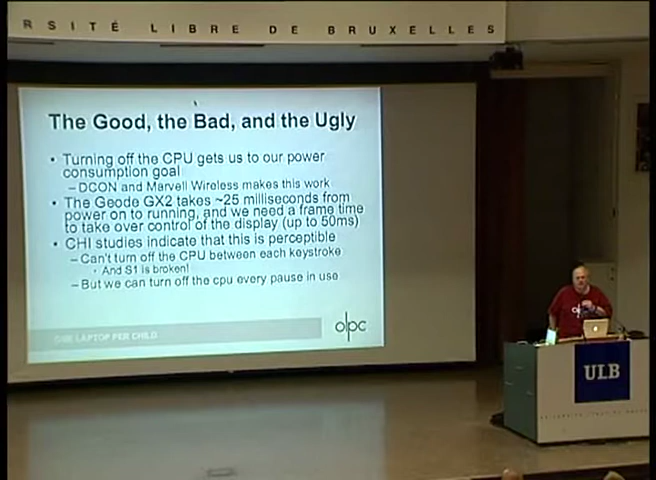 RSITÉ LIBRE DE BRUXELLES
The Good, the Bad, and the Ugly
• Turning off the CPU gets us to our power
consumption goal
– DCON and Marvell Wireless makes this work
• The Geode GX2 takes ~25 milliseconds from
power on to running, and we need a frame time
to take over control of the display (up to 50ms)
• CHI studies indicate that this is perceptible
– Can't turn off the CPU between each keystroke
• And S1 is broken!
– But we can turn off the cpu every pause in use
ONE LAPTOP PER CHILD
olpc
ULB